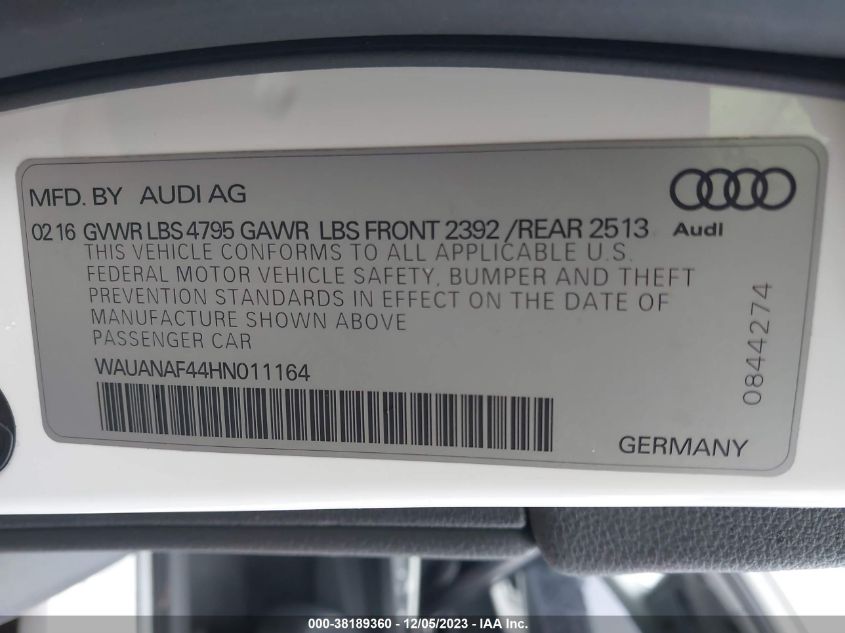 MFD. BY AUDI AG
02 16 GVWR LBS 4795 GAWR LBS FRONT 2392 /REAR 2513
Audi
THIS VEHICLE CONFORMS TO ALL APPLICABLE U.S.
FEDERAL MOTOR VEHICLE SAFETY, BUMPER AND THEFT
PREVENTION STANDARDS IN EFFECT ON THE DATE OF
MANUFACTURE SHOWN ABOVE
PASSENGER CAR
WAUANAF44HN011164
0844274
GERMANY
000-38189360 - 12/05/2023 - IAA Inc.